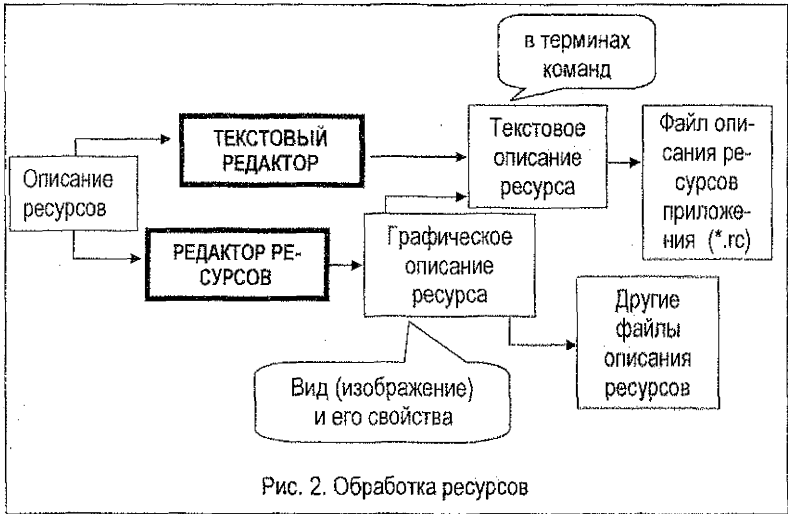 в терминах
команд
ТЕКСТОВЫЙ
РЕДАКТОР
Текстовое
описание
ресурса
Файл опи-
сания ре-
сурсов
приложе-
ния (*.rc)
Описание
ресурсов
РЕДАКТОР РЕ-
СУРСОВ
Графическое
описание
ресурса
Другие
файлы
описания
ресурсов
Вид (изображение)
и его свойства
Рис. 2. Обработка ресурсов